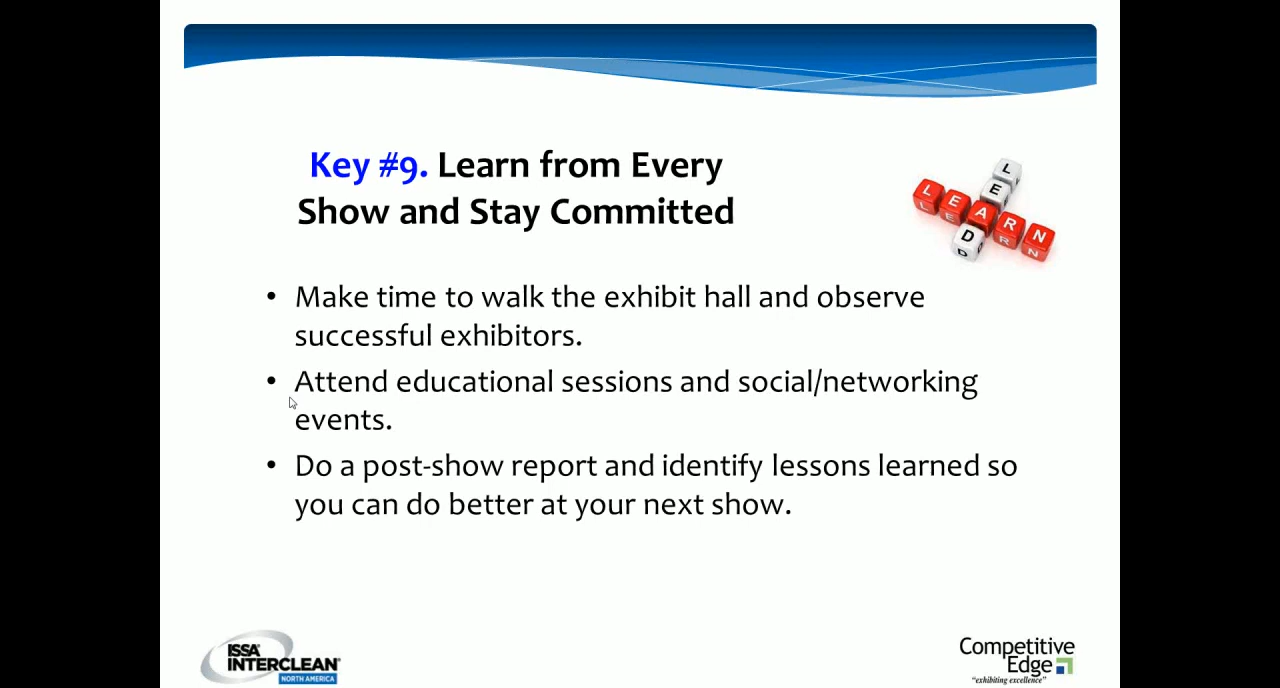 Key #9. Learn from Every
Show and Stay Committed
L
E
LEARN
D
• Make time to walk the exhibit hall and observe
successful exhibitors.
• Attend educational sessions and social/networking
events.
• Do a post-show report and identify lessons learned so
you can do better at your next show.
ISSA
INTERCLEAN
NORTH AMERICA
Competitive
Edge
"exhibiting excellence"